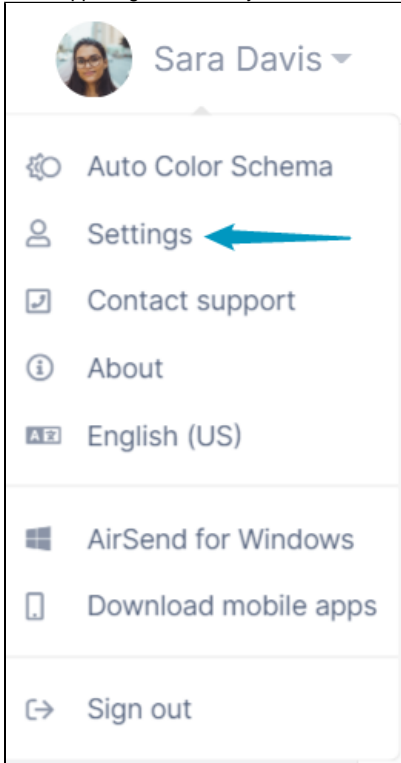 Sara Davis
Auto Color Schema
Settings
Contact support
About
A English (US)
AirSend for Windows
Download mobile apps
Sign out